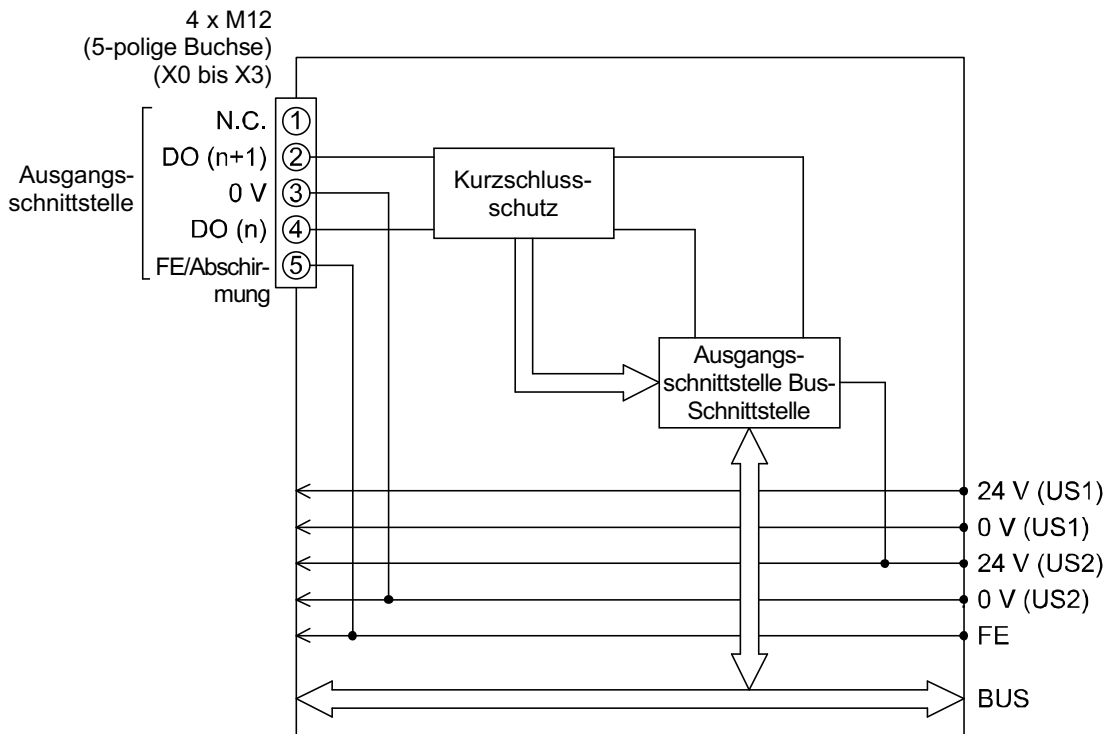 4 x M12
(5-polige Buchse)
(X0 bis X3)
Ausgangs-
schnittstelle
N.C. 1
DO (n+1) 2
0 V 3
DO (n) 4
FE/Abschir-
mung
5
Kurzschluss-
schutz
Ausgangs-
schnittstelle Bus-
Schnittstelle
24 V (US1)
0 V (US1)
24 V (US2)
0 V (US2)
FE
BUS